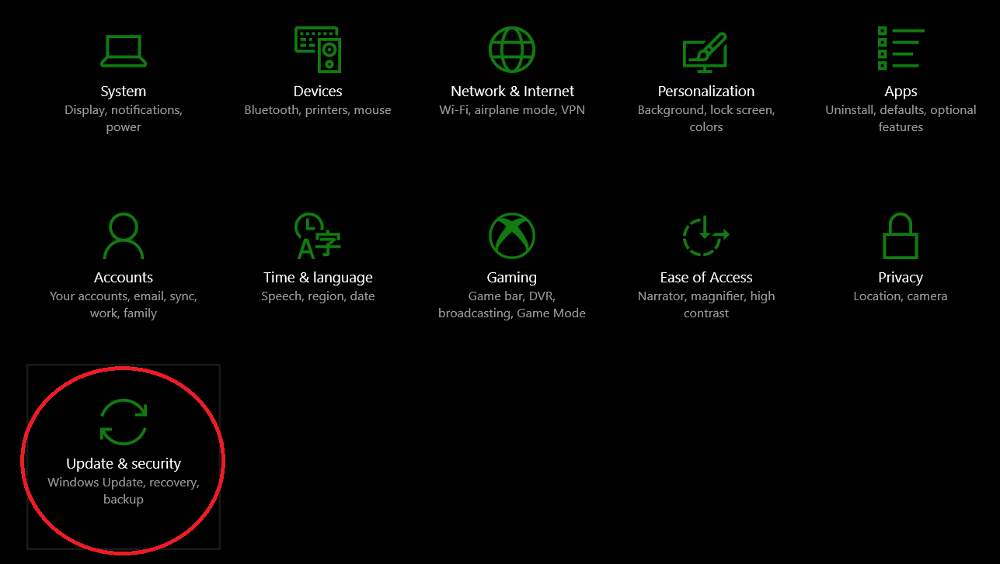 System
Display, notifications,
power
Devices
Bluetooth, printers, mouse
Network & Internet
Wi-Fi, airplane mode, VPN
Personalization
Background, lock screen,
colors
Apps
Uninstall, defaults, optional
features
Accounts
Your accounts, email, sync,
work, family
Time & language
Speech, region, date
Gaming
Game bar, DVR,
broadcasting, Game Mode
Ease of Access
Narrator, magnifier, high
contrast
Privacy
Location, camera
Update & security
Windows Update, recovery,
backup